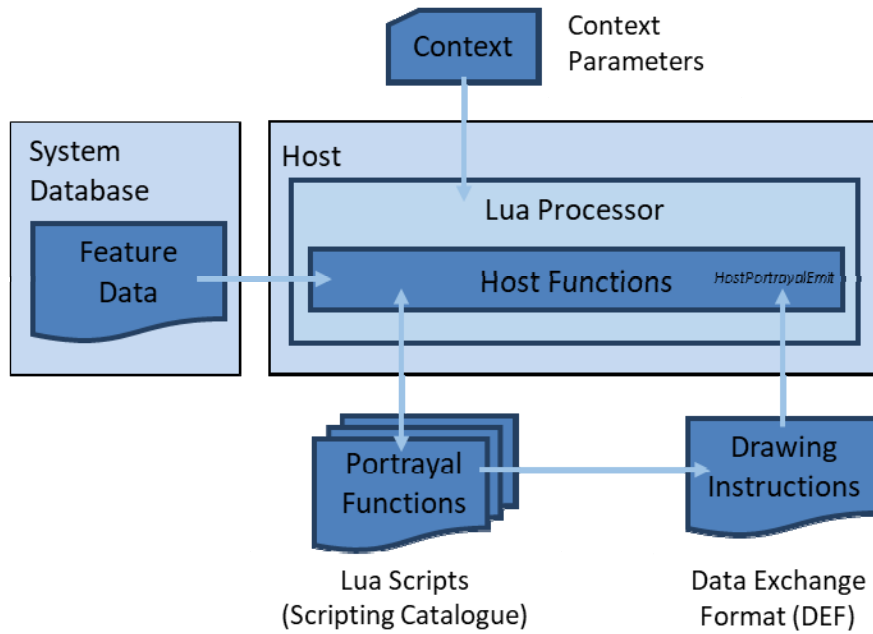 Context
Context
Parameters
System
Database
Feature
Data
Host
Lua Processor
Host Functions
HostPortrayalEmit
Portrayal
Functions
Drawing
Instructions
Lua Scripts
(Scripting Catalogue)
Data Exchange
Format (DEF)